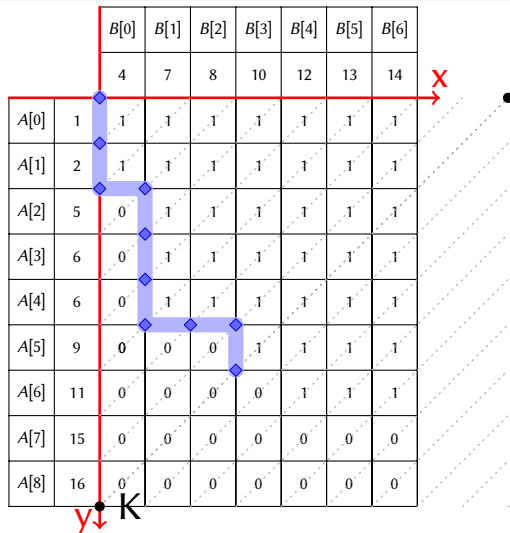 B[0] B[1] B[2] B[3] B[4] B[5] B[6]
4 7 8 10 12 13 14
x
A[0] 1 1 1 1 1 1 1 1
A[1] 2 1 1 1 1 1 1 1
A[2] 5 0 1 1 1 1 1 1
A[3] 6 0 1 1 1 1 1 1
A[4] 6 0 1 1 1 1 1 1
A[5] 9 0 0 0 1 1 1 1
A[6] 11 0 0 0 0 1 1 1
A[7] 15 0 0 0 0 0 0 0
A[8] 16 0 0 0 0 0 0 0
y K